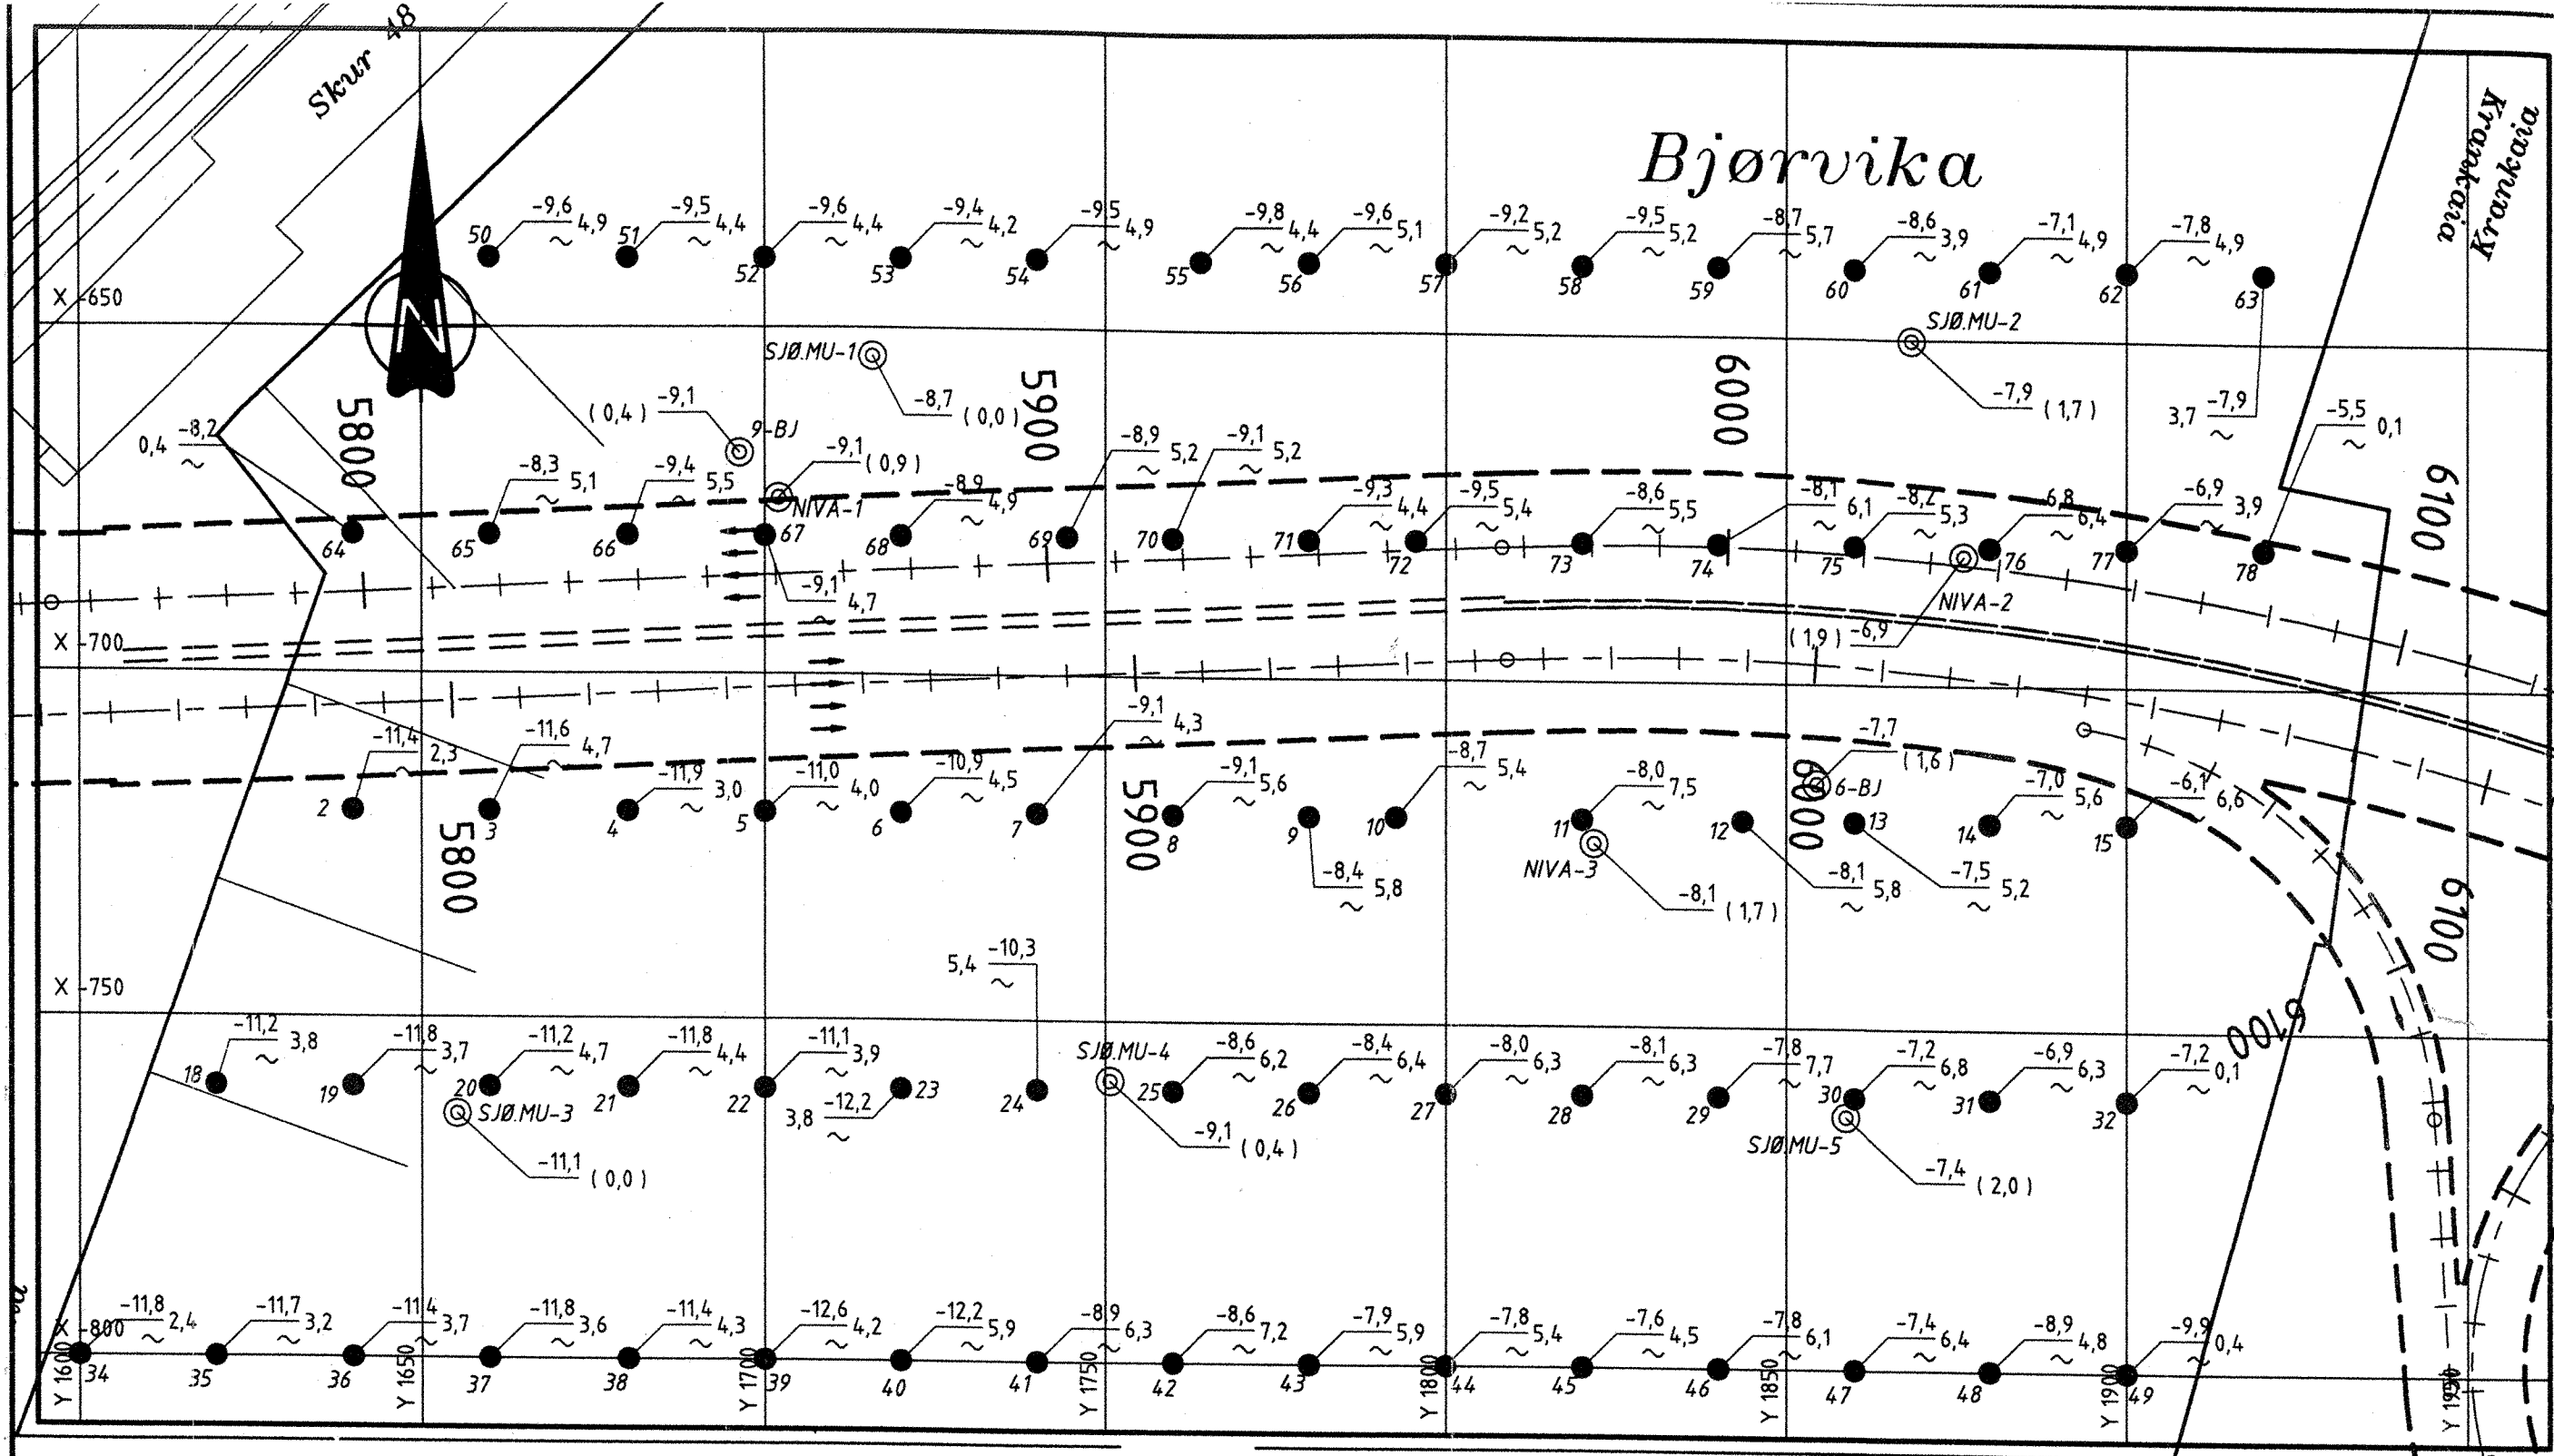 Skur 48
Bjørvika
Krankaia
Krankaia
50 -9,6 4,9 ~
51 -9,5 4,4 ~
52 -9,6 4,4 ~
53 -9,4 4,2 ~
54 -9,5 4,9 ~
55 -9,8 4,4 ~
56 -9,6 5,1 ~
57 -9,2 5,2 ~
58 -9,5 5,2 ~
59 -8,7 5,7 ~
60 -8,6 3,9 ~
61 -7,1 4,9 ~
62 -7,8 4,9 ~
63 3,7 -7,9 ~
X -650
N
SJØ.MU-1 -8,7 (0,0)
SJØ.MU-2 -7,9 (1,7)
5800
5900
6000
6100
9-BJ (0,4) -9,1
NIVA-1 -9,1 (0,9)
64 0,4 -8,2 ~
65 -8,3 5,1 ~
66 -9,4 5,5 ~
67 -9,1 4,7 ~
68 -8,9 4,9 ~
69 -8,9 5,2 ~
70 -9,1 5,2 ~
71 -9,3 4,4 ~
72 -9,5 5,4 ~
73 -8,6 5,5 ~
74 -8,1 6,1 ~
75 -8,2 5,3 ~
76 -6,8 6,4 ~
77 -6,9 3,9 ~
78 -5,5 0,1 ~
NIVA-2 (1,9) -6,9
X -700
2 -11,4 2,3 ~
3 -11,6 4,7 ~
4 -11,9 3,0 ~
5 -11,0 4,0 ~
6 -10,9 4,5 ~
7 -9,1 4,3 ~
8 -9,1 5,6 ~
9 -8,4 5,8 ~
10 -8,7 5,4 ~
11 -8,0 7,5 ~
12 -8,1 5,8 ~
13 -7,5 5,2 ~
14 -7,0 5,6 ~
15 -6,1 6,6 ~
6-BJ -7,7 (1,6)
NIVA-3 -8,1 (1,7)
5800
5900
6000
6100
6100
X -750
18 -11,2 3,8 ~
19 -11,8 3,7 ~
20 -11,2 4,7 ~
21 -11,8 4,4 ~
22 -11,1 3,9 ~
23 3,8 -12,2 ~
24 5,4 -10,3 ~
25 -8,6 6,2 ~
26 -8,4 6,4 ~
27 -8,0 6,3 ~
28 -8,1 6,3 ~
29 -7,8 7,7 ~
30 -7,2 6,8 ~
31 -6,9 6,3 ~
32 -7,2 0,1 ~
SJØ.MU-3 -11,1 (0,0)
SJØ.MU-4 -9,1 (0,4)
SJØ.MU-5 -7,4 (2,0)
X -800
34 -11,8 2,4 ~
35 -11,7 3,2 ~
36 -11,4 3,7 ~
37 -11,8 3,6 ~
38 -11,4 4,3 ~
39 -12,6 4,2 ~
40 -12,2 5,9 ~
41 -8,9 6,3 ~
42 -8,6 7,2 ~
43 -7,9 5,9 ~
44 -7,8 5,4 ~
45 -7,6 4,5 ~
46 -7,8 6,1 ~
47 -7,4 6,4 ~
48 -8,9 4,8 ~
49 -9,9 0,4 ~
Y 1600
Y 1650
Y 1700
Y 1750
Y 1800
Y 1850
Y 1900